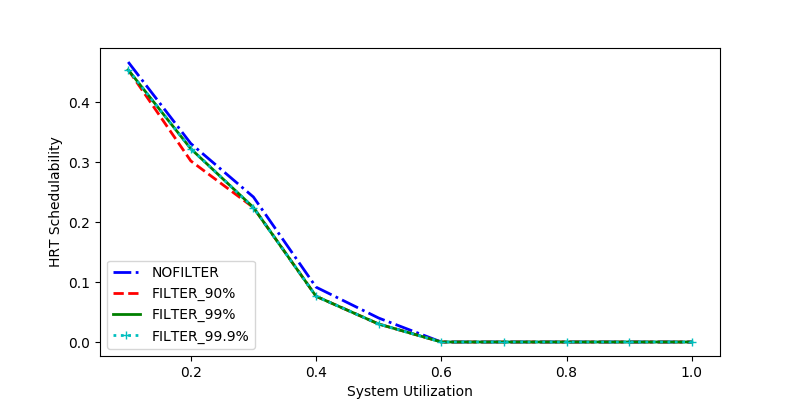 HRT Schedulability
0.4
0.3
0.2
0.1
0.0
NOFILTER
FILTER_90%
FILTER_99%
FILTER_99.9%
0.2 0.4 0.6 0.8 1.0
System Utilization